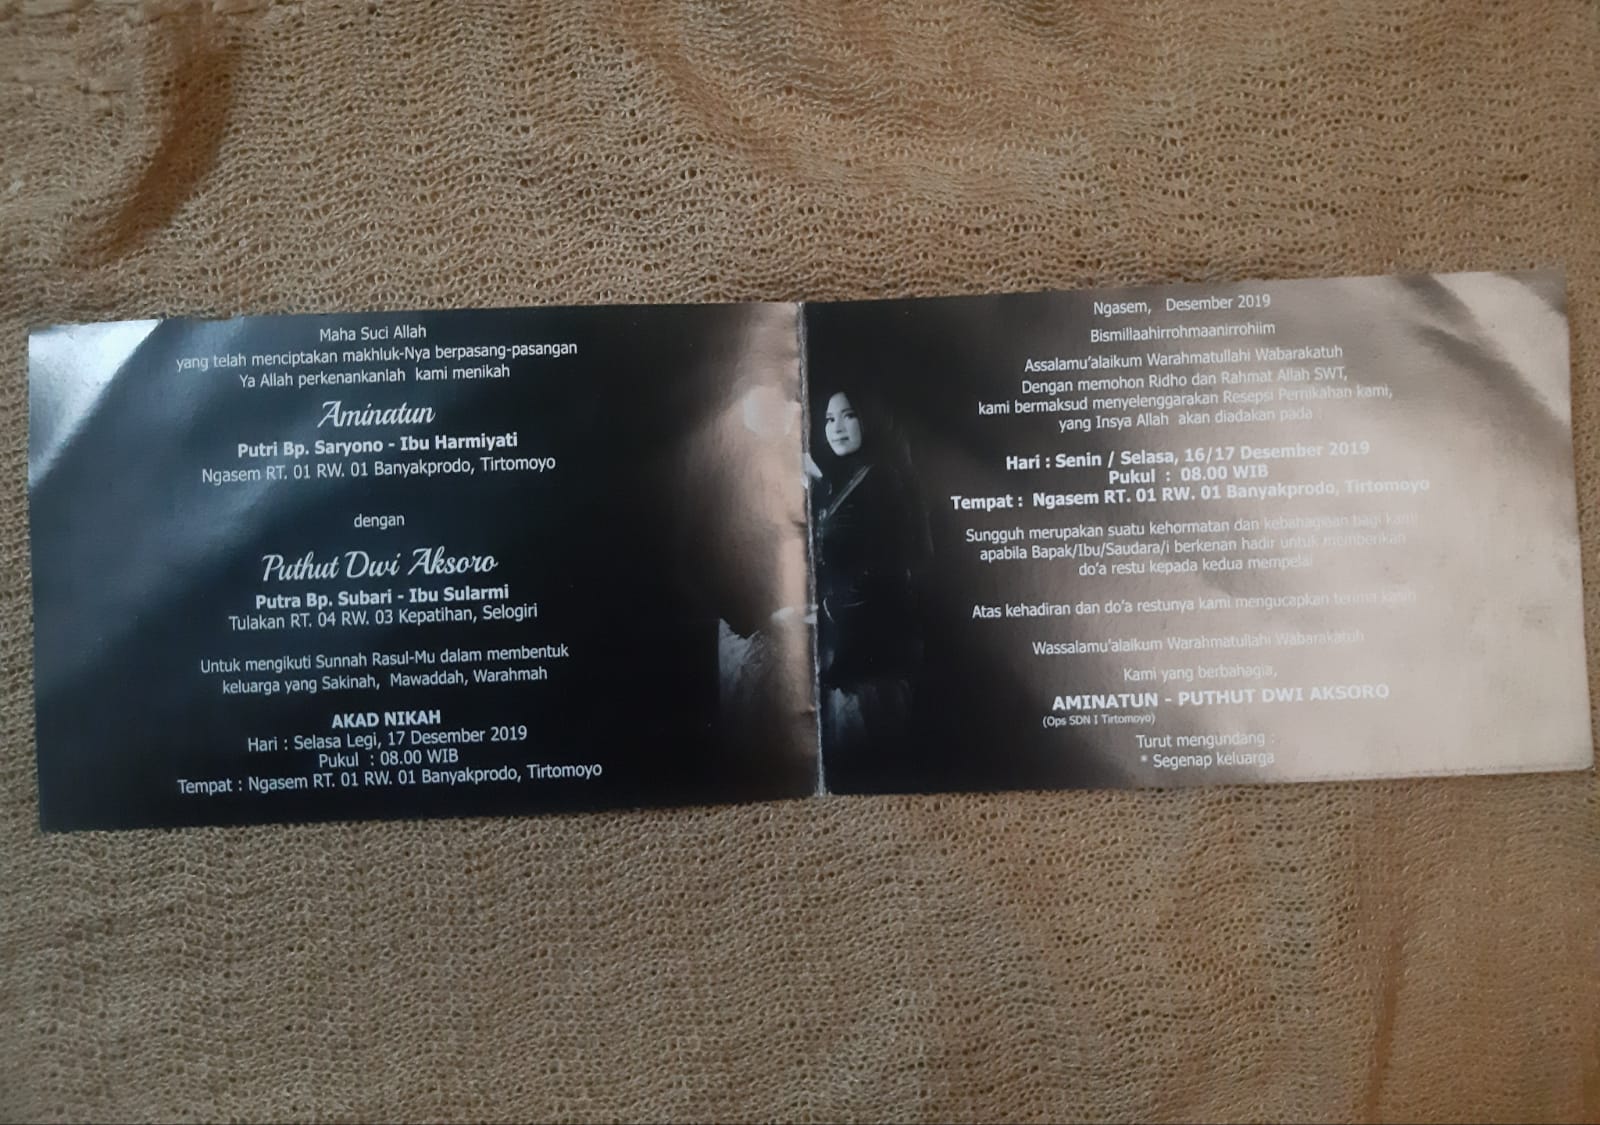 Maha Suci Allah
yang telah menciptakan makhluk-Nya berpasang-pasangan
Ya Allah perkenankanlah kami menikah
Aminatun
Putri Bp. Saryono - Ibu Harmiyati
Ngasem RT. 01 RW. 01 Banyakprodo, Tirtomoyo
dengan
Puthut Dwi Aksoro
Putra Bp. Subari - Ibu Sularmi
Tulakan RT. 04 RW. 03 Kepatihan, Selogiri
Untuk mengikuti Sunnah Rasul-Mu dalam membentuk
keluarga yang Sakinah, Mawaddah, Warahmah
AKAD NIKAH
Hari : Selasa Legi, 17 Desember 2019
Pukul : 08.00 WIB
Tempat : Ngasem RT. 01 RW. 01 Banyakprodo, Tirtomoyo
Ngasem, Desember 2019
Bismillaahirrohmaanirrohiim
Assalamu'alaikum Warahmatullahi Wabarakatuh
Dengan memohon Ridho dan Rahmat Allah SWT,
kami bermaksud menyelenggarakan Resepsi Pernikahan kami,
yang Insya Allah akan diadakan pada :
Hari : Senin / Selasa, 16/17 Desember 2019
Pukul : 08.00 WIB
Tempat : Ngasem RT. 01 RW. 01 Banyakprodo, Tirtomoyo
Sungguh merupakan suatu kehormatan dan kebahagiaan bagi kami
apabila Bapak/Ibu/Saudara/i berkenan hadir untuk memberikan
do'a restu kepada kedua mempelai
Atas kehadiran dan do'a restunya kami mengucapkan terima kasih
Wassalamu'alaikum Warahmatullahi Wabarakatuh
Kami yang berbahagia,
AMINATUN - PUTHUT DWI AKSORO
(Ops SDN I Tirtomoyo)
Turut mengundang :
* Segenap keluarga